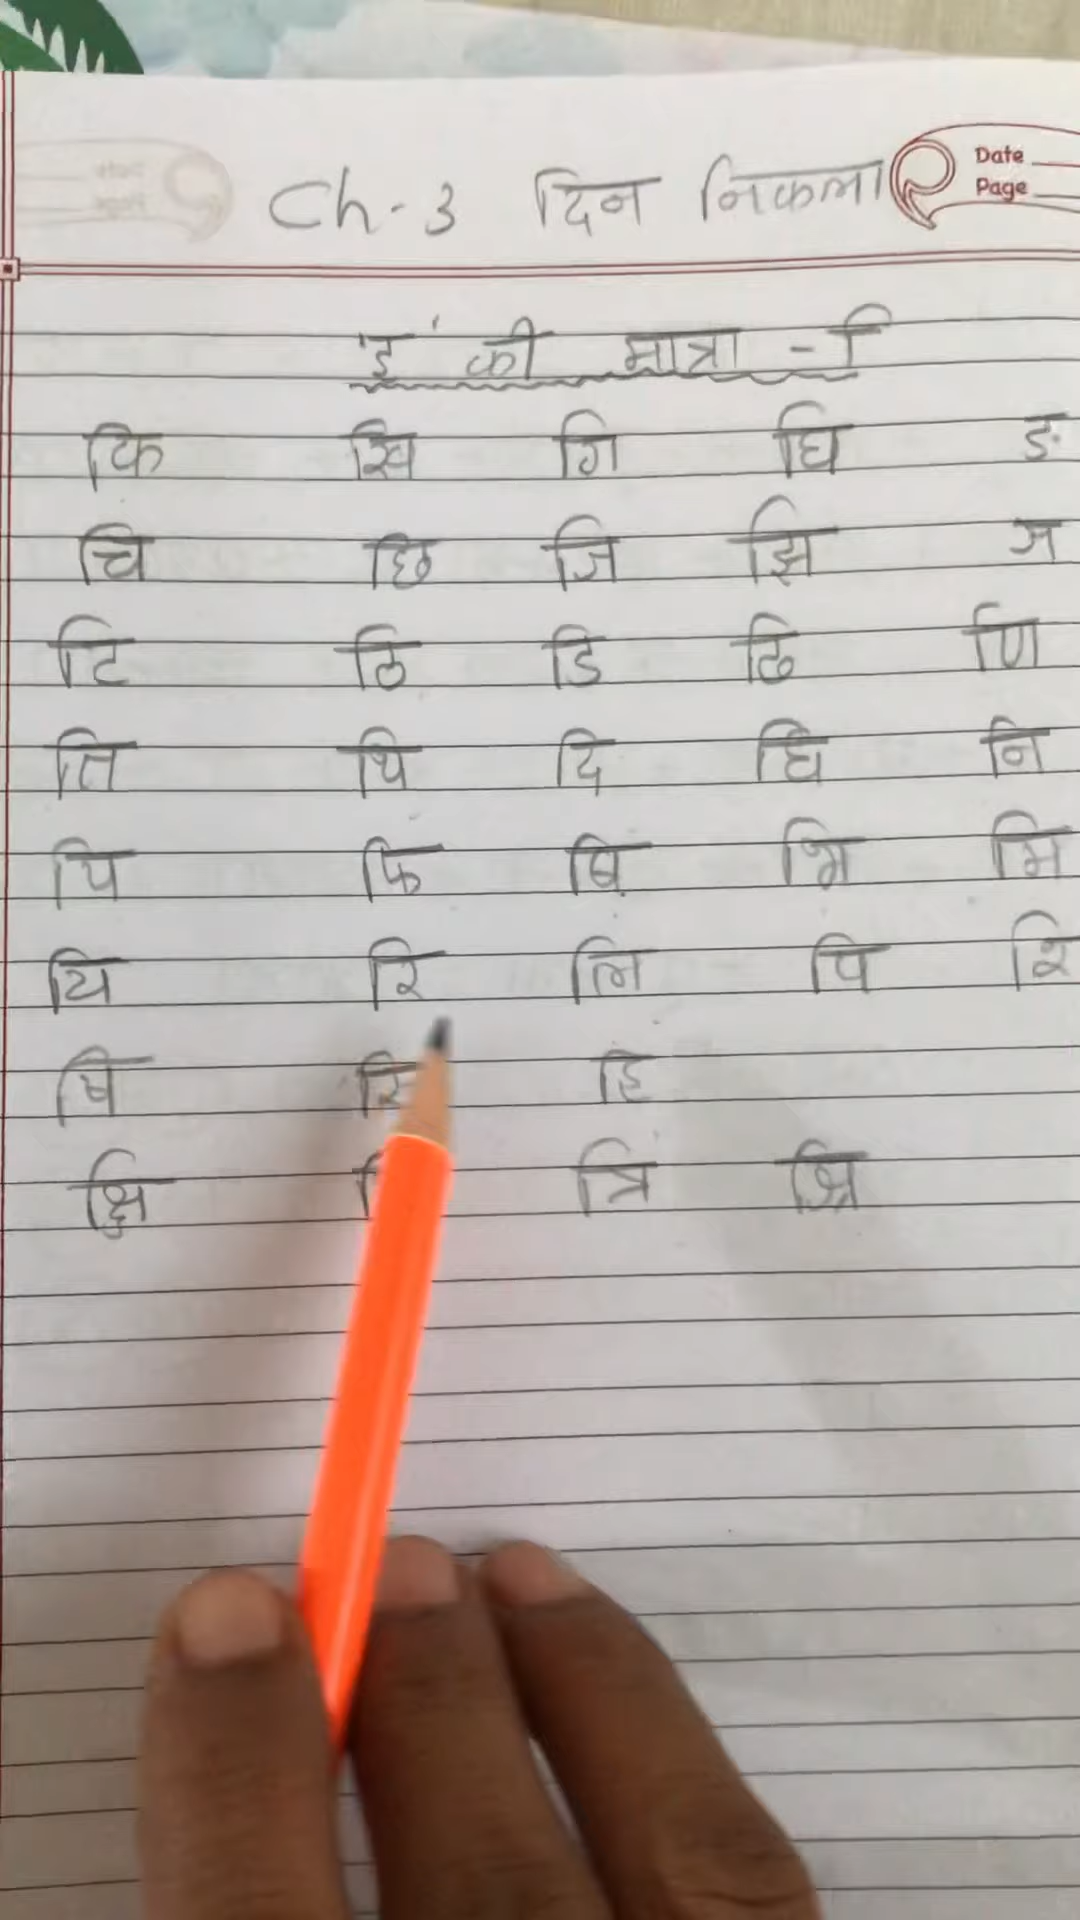 Date
Page
Ch-3 दिन निकला
'इ' की मात्रा - ि
कि खि गि घि ङ
चि छि जि झि ञ
टि ठि डि ढि णि
ति थि दि धि नि
पि फि बि भि मि
यि रि लि वि शि
षि सि हि
क्षि त्रि श्रि